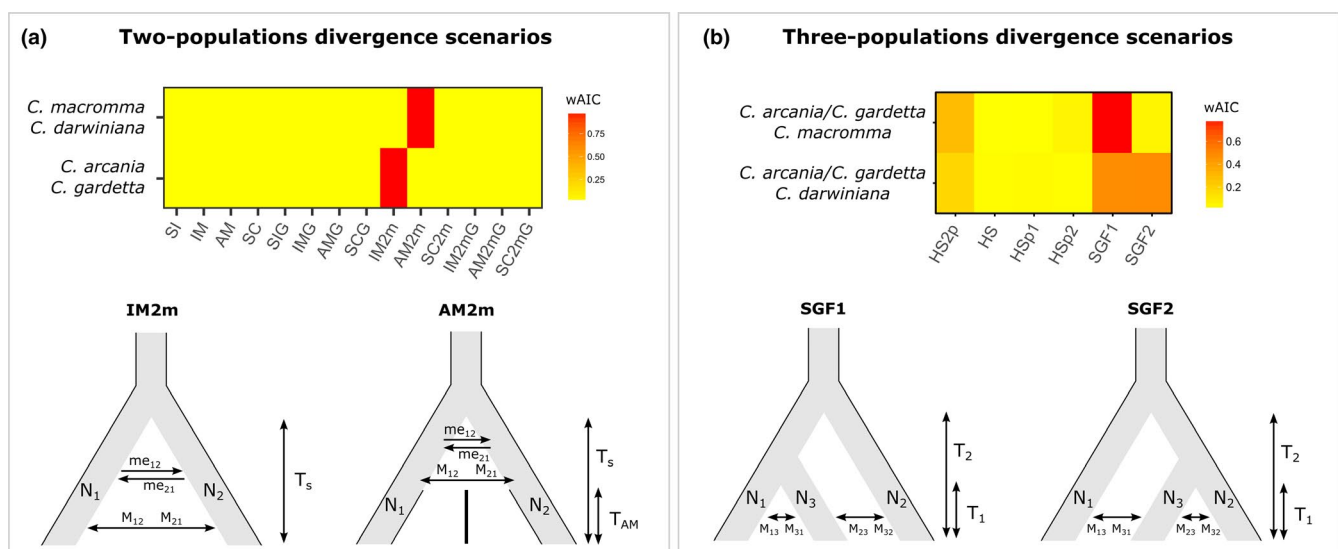 (a) Two-populations divergence scenarios
C. macromma
C. darwiniana
C. arcania
C. gardetta
wAIC
0.75
0.50
0.25
SI
IM
AM
SC
SIG
IMG
AMG
SCG
IM2m
AM2m
SC2m
IM2mG
AM2mG
SC2mG
IM2m
me12
me21
N1
N2
M12 M21
Ts
AM2m
me12
me21
M12 M21
N1
N2
Ts
TAM
(b) Three-populations divergence scenarios
C. arcania/C. gardetta
C. macromma
C. arcania/C. gardetta
C. darwiniana
wAIC
0.6
0.4
0.2
HS2p
HS
HSp1
HSp2
SGF1
SGF2
SGF1
N1
N3
N2
M13 M31
M23 M32
T2
T1
SGF2
N1
N3
N2
M13 M31
M23 M32
T2
T1